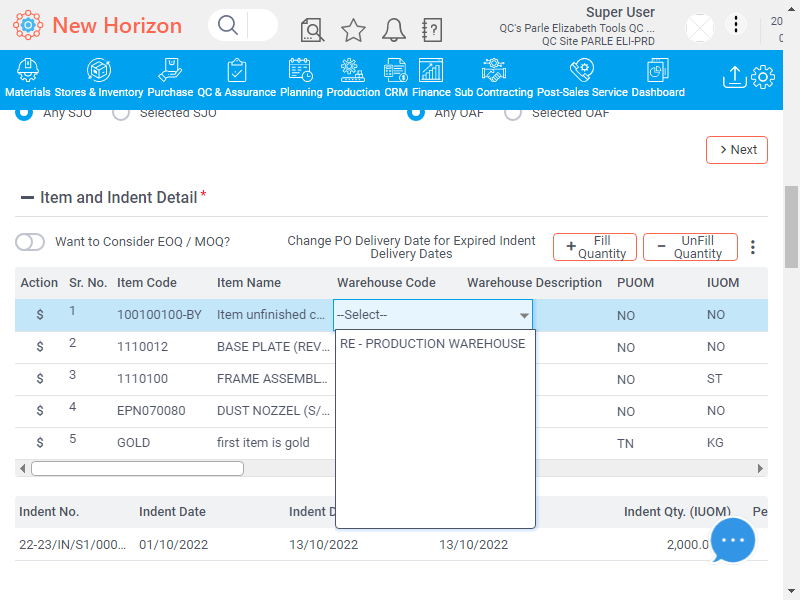 New Horizon
Super User
QC's Parle Elizabeth Tools QC ...
QC Site PARLE ELI-PRD
20
Materials Stores & Inventory Purchase QC & Assurance Planning Production CRM Finance Sub Contracting Post-Sales Service Dashboard
Any SJO Selected SJO Any UAF Selected UAF
> Next
Item and Indent Detail *
Want to Consider EOQ / MOQ?
Change PO Delivery Date for Expired Indent
Delivery Dates
+ Fill
Quantity
− UnFill
Quantity
Action Sr. No. Item Code Item Name Warehouse Code Warehouse Description PUOM IUOM
$ 1 100100100-BY Item unfinished c... --Select-- NO NO
RE - PRODUCTION WAREHOUSE
$ 2 1110012 BASE PLATE (REV... NO NO
$ 3 1110100 FRAME ASSEMBL... NO ST
$ 4 EPN070080 DUST NOZZEL (S/... NO NO
$ 5 GOLD first item is gold TN KG
Indent No. Indent Date Indent D Indent Qty. (IUOM) Pe
22-23/IN/S1/000... 01/10/2022 13/10/2022 13/10/2022 2,000.0